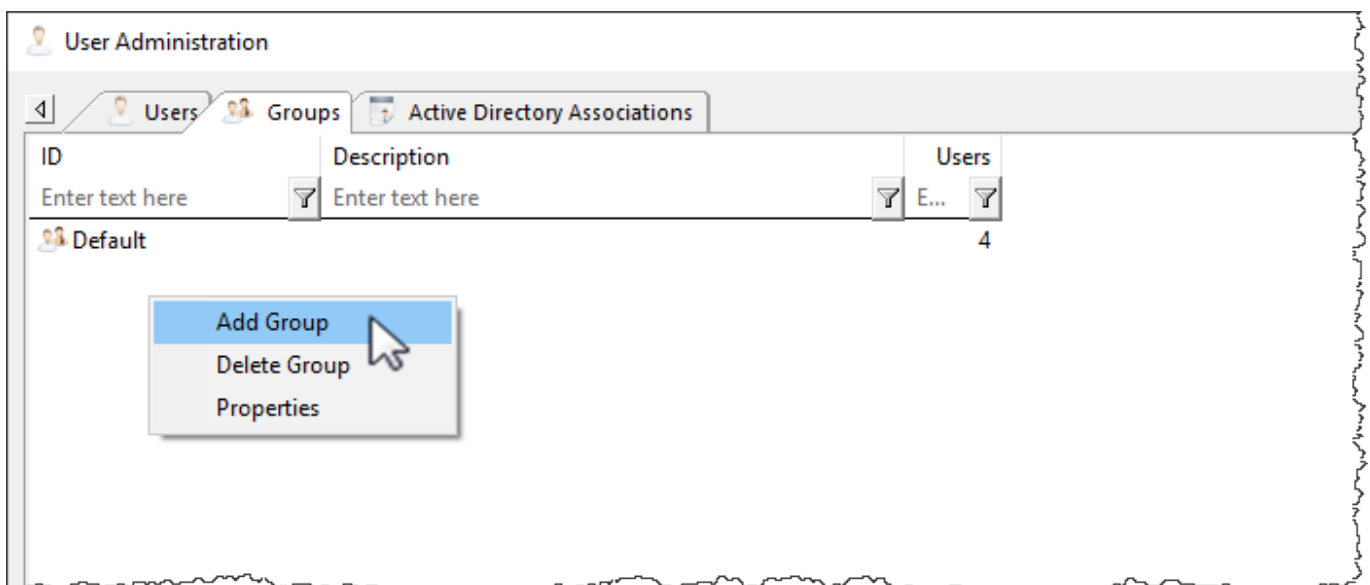 User Administration
Users Groups Active Directory Associations
ID Description Users
Enter text here Enter text here E...
Default 4
Add Group
Delete Group
Properties